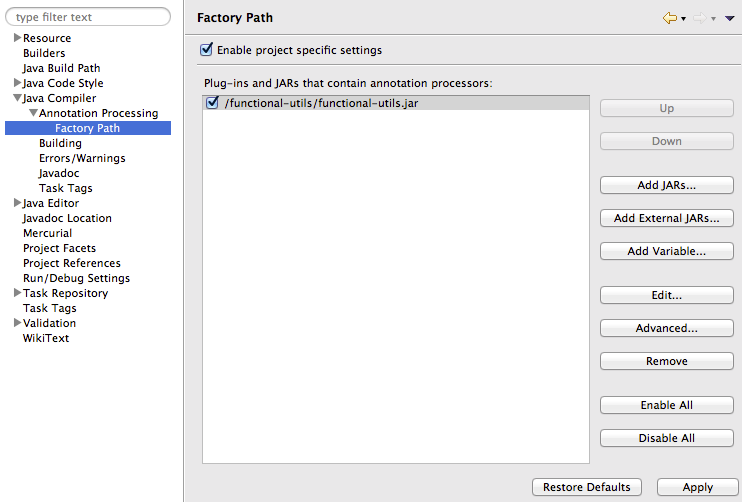 type filter text
Resource
Builders
Java Build Path
Java Code Style
Java Compiler
Annotation Processing
Factory Path
Building
Errors/Warnings
Javadoc
Task Tags
Java Editor
Javadoc Location
Mercurial
Project Facets
Project References
Run/Debug Settings
Task Repository
Task Tags
Validation
WikiText
Factory Path
Enable project specific settings
Plug-ins and JARs that contain annotation processors:
/functional-utils/functional-utils.jar
Up
Down
Add JARs...
Add External JARs...
Add Variable...
Edit...
Advanced...
Remove
Enable All
Disable All
Restore Defaults
Apply